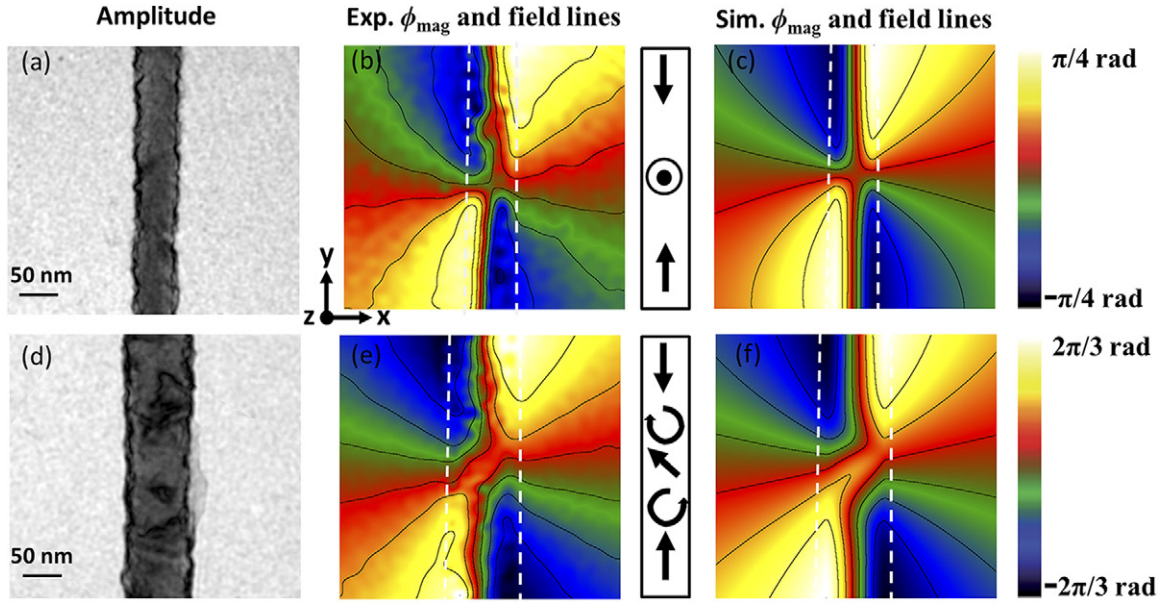 Amplitude
Exp. ϕmag and field lines
Sim. ϕmag and field lines
(a)
(b)
(c)
π/4 rad
50 nm
y
z
x
−π/4 rad
(d)
(e)
(f)
2π/3 rad
50 nm
−2π/3 rad